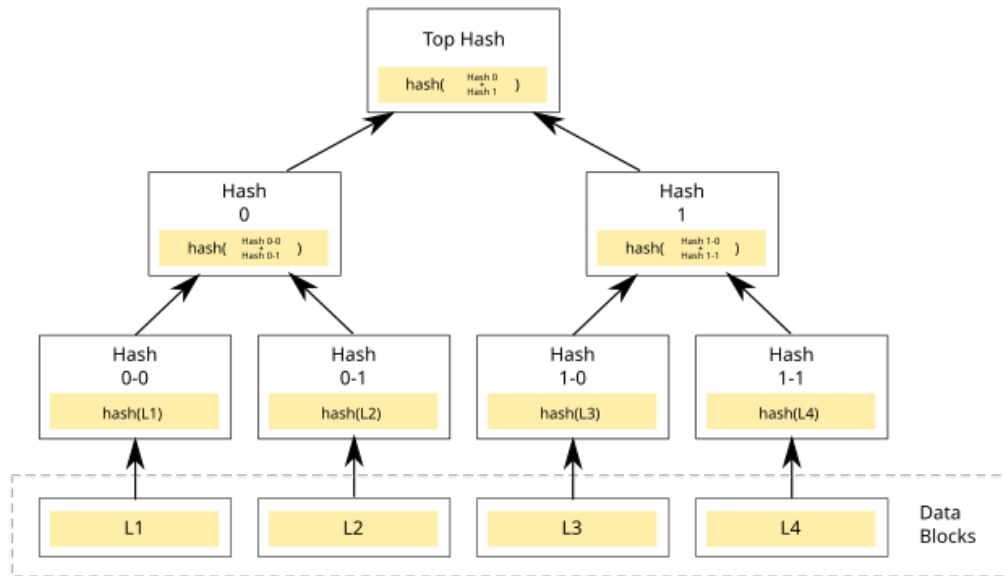 Top Hash
hash( Hash 0 + Hash 1 )
Hash
0
hash( Hash 0-0 + Hash 0-1 )
Hash
1
hash( Hash 1-0 + Hash 1-1 )
Hash
0-0
hash(L1)
Hash
0-1
hash(L2)
Hash
1-0
hash(L3)
Hash
1-1
hash(L4)
L1
L2
L3
L4
Data
Blocks